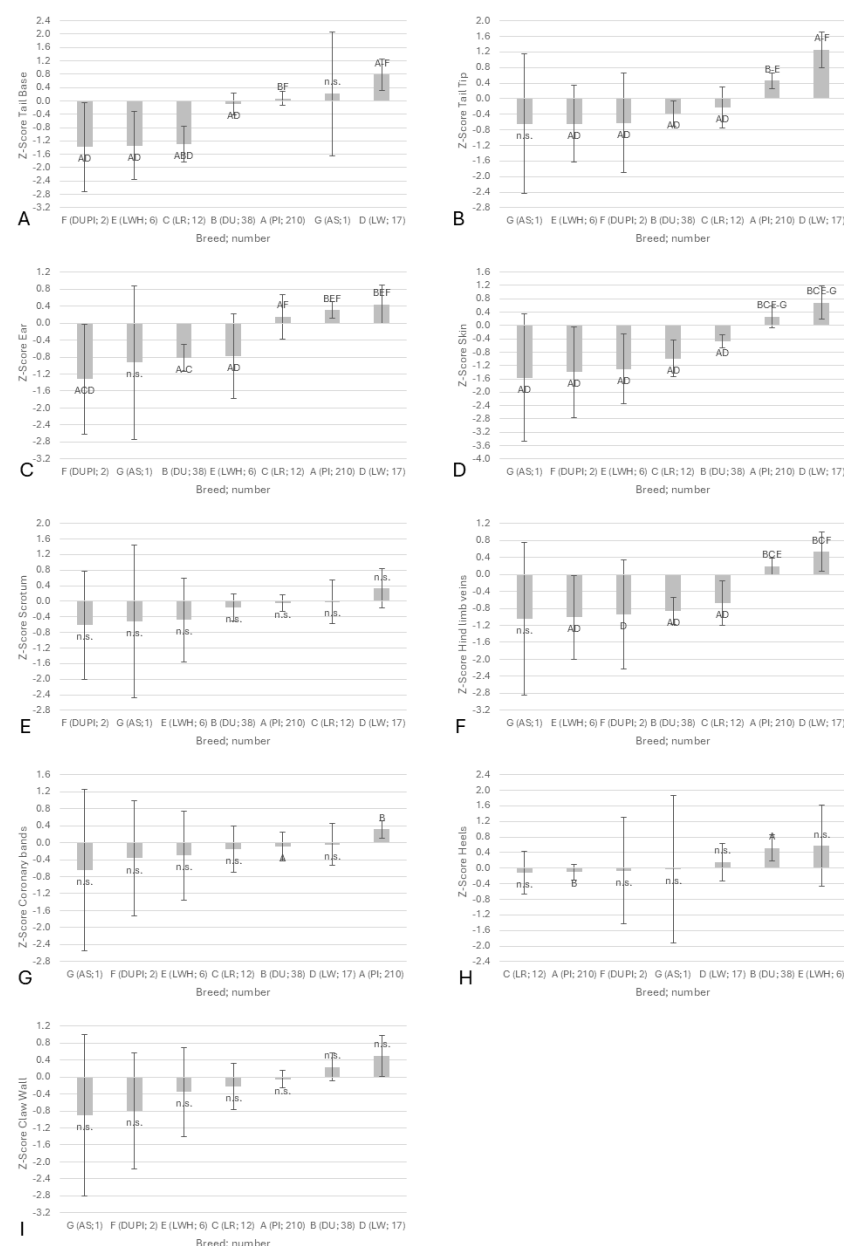 2.4
2.0
1.6
1.2
0.8
0.4
0.0
-0.4
-0.8
-1.2
-1.6
-2.0
-2.4
-2.8
-3.2
Z-Score Tail Base
AD
AD
ABD
AD
BF
n.s.
A-F
F (DUPI; 2) E (LWH; 6) C (LR; 12) B (DU; 38) A (PI; 210) G (AS;1) D (LW; 17)
Breed; number
A
2.0
1.6
1.2
0.8
0.4
0.0
-0.4
-0.8
-1.2
-1.6
-2.0
-2.4
-2.8
Z-Score Tail Tip
n.s.
AD
AD
AD
AD
B-E
A-F
G (AS;1) E (LWH; 6) F (DUPI; 2) B (DU; 38) C (LR; 12) A (PI; 210) D (LW; 17)
Breed; number
B
1.2
0.8
0.4
0.0
-0.4
-0.8
-1.2
-1.6
-2.0
-2.4
-2.8
-3.2
Z-Score Ear
ACD
n.s.
A-C
AD
AF
BEF
BEF
F (DUPI; 2) G (AS;1) B (DU; 38) E (LWH; 6) C (LR; 12) A (PI; 210) D (LW; 17)
Breed; number
C
1.6
1.2
0.8
0.4
0.0
-0.4
-0.8
-1.2
-1.6
-2.0
-2.4
-2.8
-3.2
-3.6
-4.0
Z-Score Skin
AD
AD
AD
AD
AD
BCE-G
BCE-G
G (AS;1) F (DUPI; 2) E (LWH; 6) C (LR; 12) B (DU; 38) A (PI; 210) D (LW; 17)
Breed; number
D
2.0
1.6
1.2
0.8
0.4
0.0
-0.4
-0.8
-1.2
-1.6
-2.0
-2.4
-2.8
Z-Score Scrotum
n.s.
n.s.
n.s.
n.s.
n.s.
n.s.
n.s.
F (DUPI; 2) G (AS;1) E (LWH; 6) B (DU; 38) A (PI; 210) C (LR; 12) D (LW; 17)
Breed; number
E
1.2
0.8
0.4
0.0
-0.4
-0.8
-1.2
-1.6
-2.0
-2.4
-2.8
-3.2
Z-Score Hind limb veins
n.s.
AD
D
AD
AD
BCE
BCF
G (AS;1) E (LWH; 6) F (DUPI; 2) B (DU; 38) C (LR; 12) A (PI; 210) D (LW; 17)
Breed; number
F
1.6
1.2
0.8
0.4
0.0
-0.4
-0.8
-1.2
-1.6
-2.0
-2.4
-2.8
Z-Score Coronary bands
n.s.
n.s.
n.s.
n.s.
A
n.s.
B
G (AS;1) F (DUPI; 2) E (LWH; 6) C (LR; 12) B (DU; 38) D (LW; 17) A (PI; 210)
Breed; number
G
2.4
2.0
1.6
1.2
0.8
0.4
0.0
-0.4
-0.8
-1.2
-1.6
-2.0
-2.4
Z-Score Heels
n.s.
B
n.s.
n.s.
n.s.
A
n.s.
C (LR; 12) A (PI; 210) F (DUPI; 2) G (AS;1) D (LW; 17) B (DU; 38) E (LWH; 6)
Breed; number
H
1.2
0.8
0.4
0.0
-0.4
-0.8
-1.2
-1.6
-2.0
-2.4
-2.8
-3.2
Z-Score Claw Wall
n.s.
n.s.
n.s.
n.s.
n.s.
n.s.
n.s.
G (AS;1) F (DUPI; 2) E (LWH; 6) C (LR; 12) A (PI; 210) B (DU; 38) D (LW; 17)
Breed; number
I